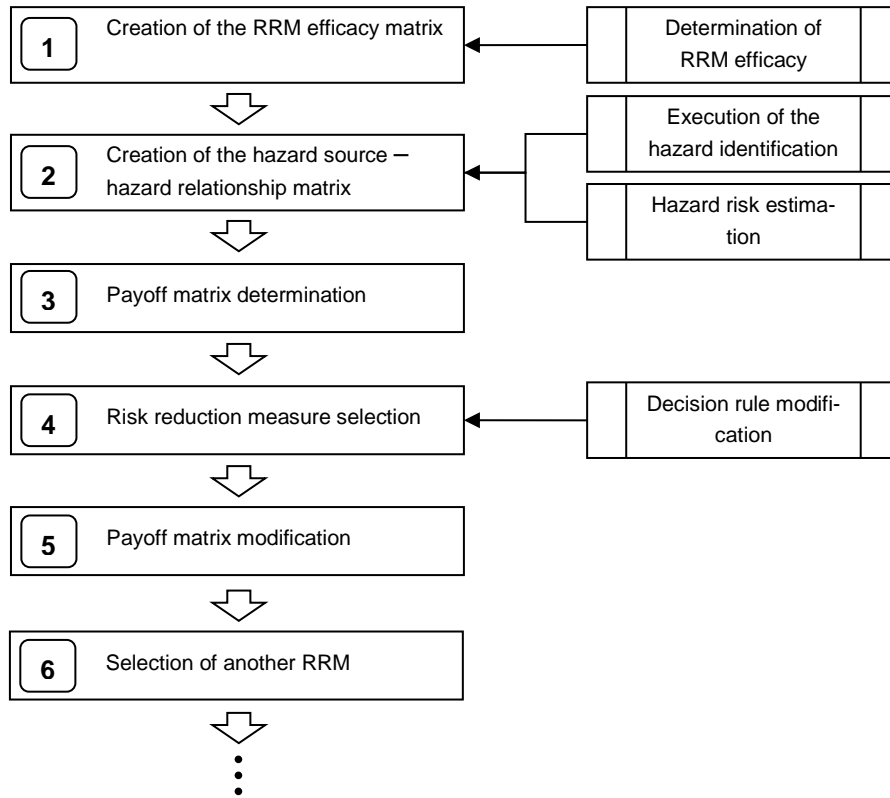 1
Creation of the RRM efficacy matrix
Determination of
RRM efficacy
2
Creation of the hazard source –
hazard relationship matrix
Execution of the
hazard identification
Hazard risk estima-
tion
3
Payoff matrix determination
4
Risk reduction measure selection
Decision rule modifi-
cation
5
Payoff matrix modification
6
Selection of another RRM